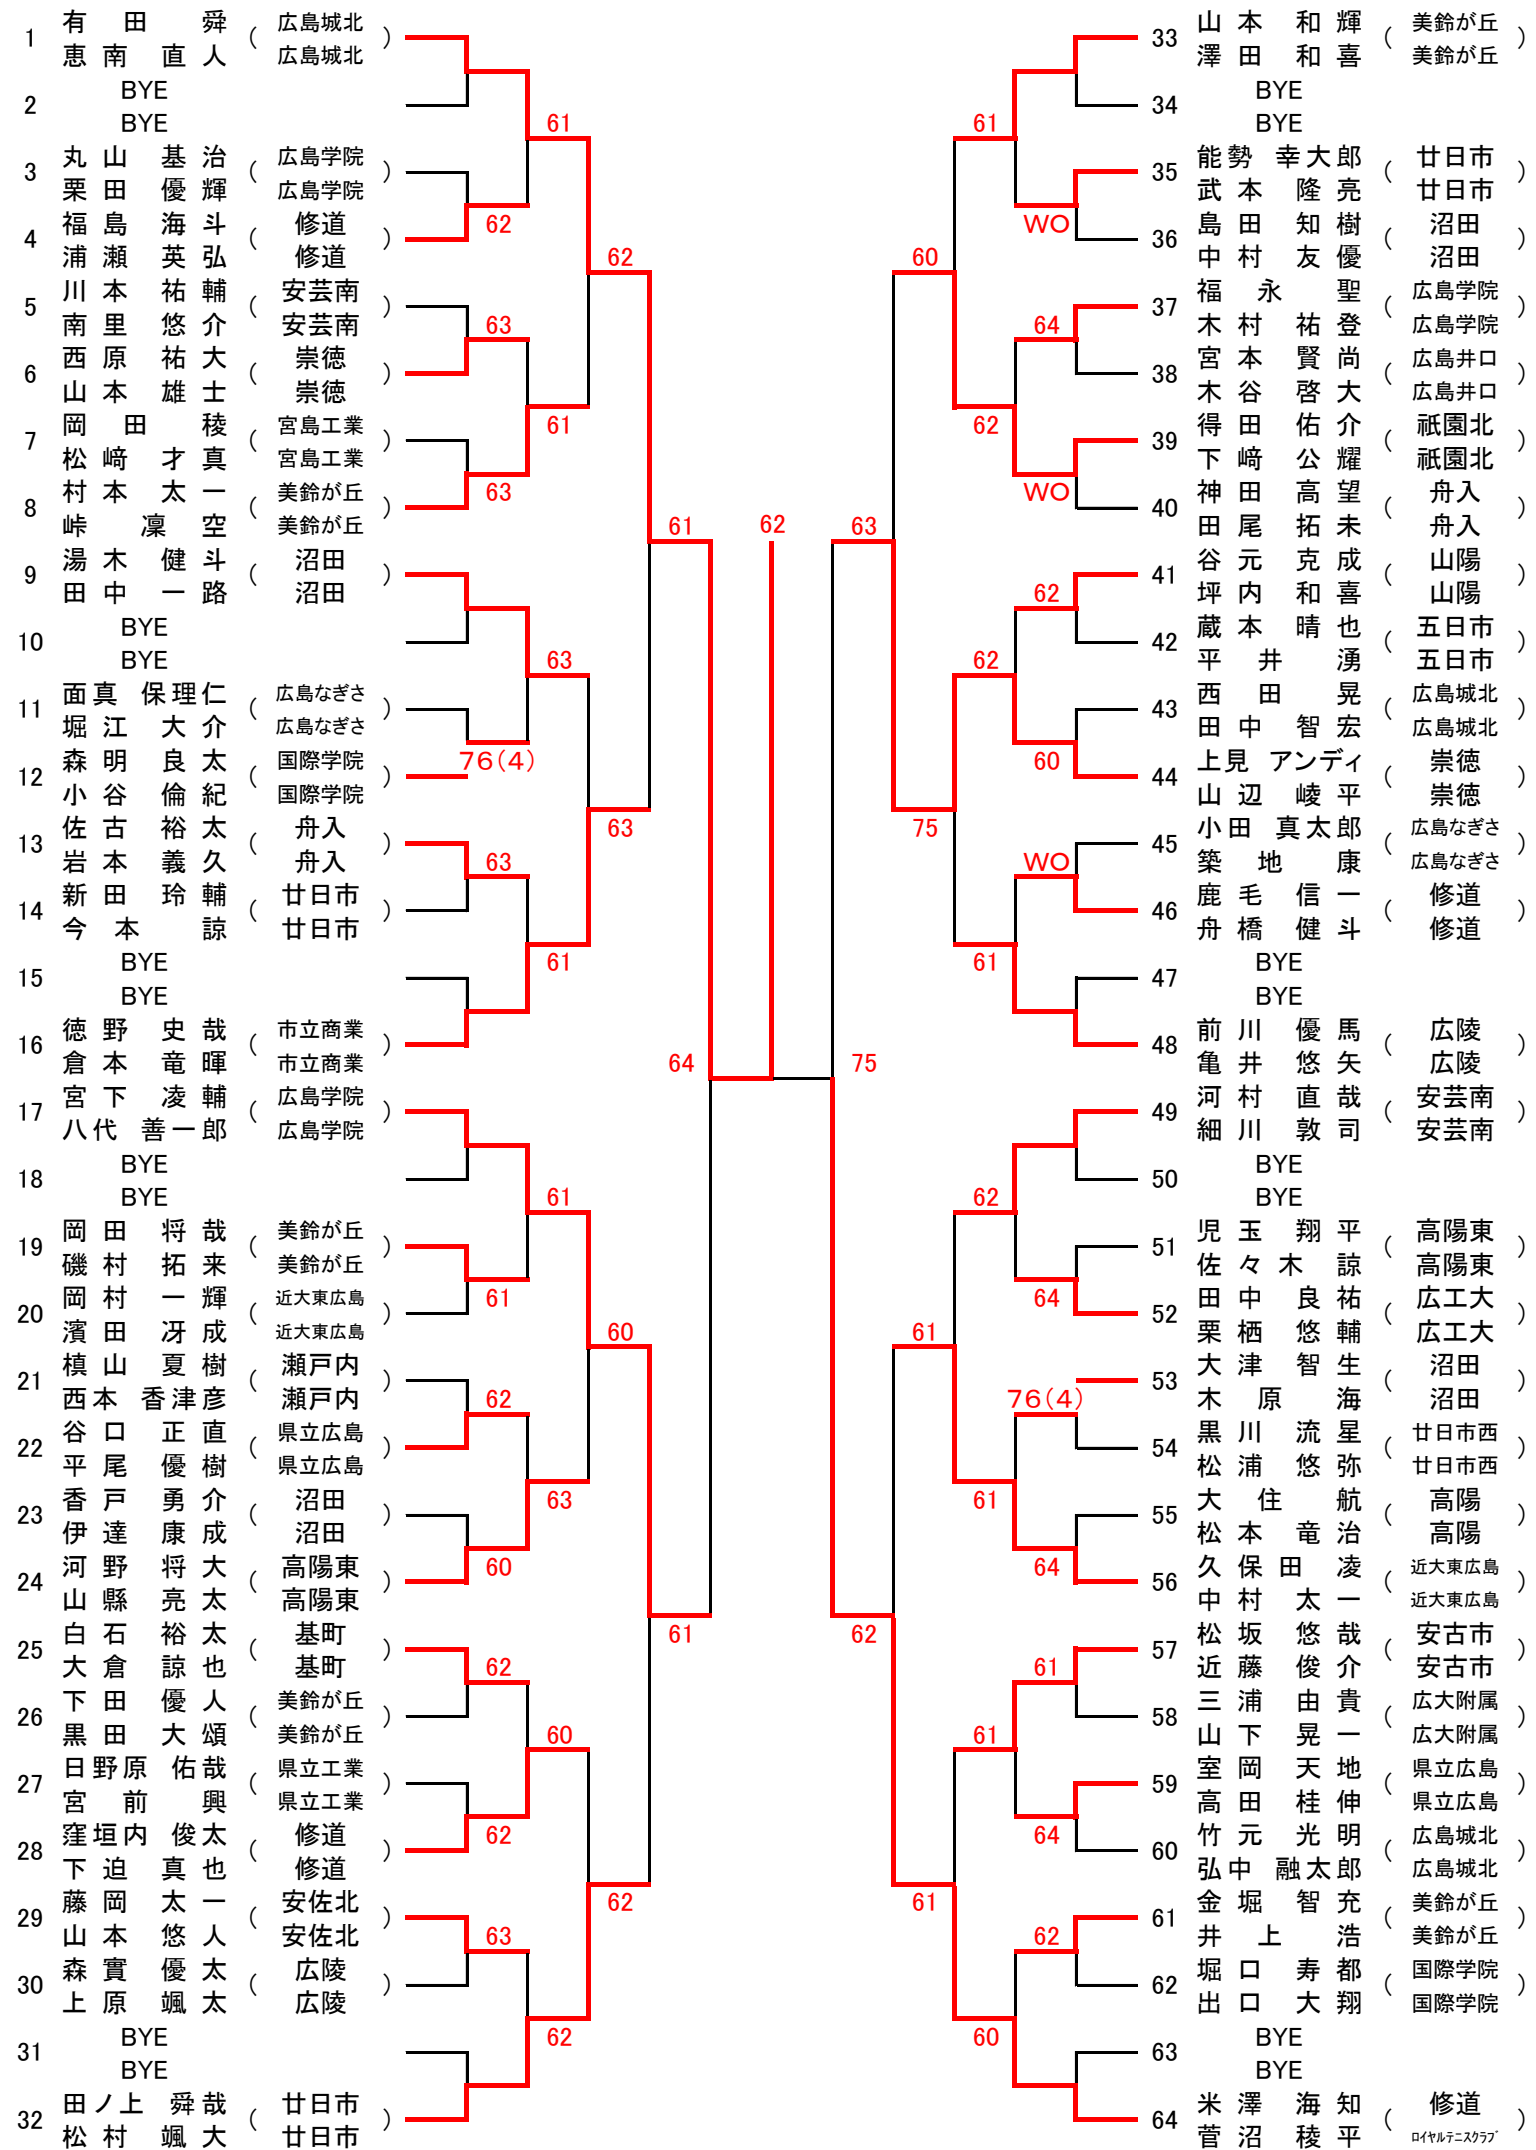 1 有田 舜 (広島城北)
恵南 直人 (広島城北)
2 BYE
BYE
3 丸山 基治 (広島学院)
栗田 優輝 (広島学院)
4 福島 海斗 (修道)
浦瀬 英弘 (修道)
5 川本 祐輔 (安芸南)
南里 悠介 (安芸南)
6 西原 祐大 (崇徳)
山本 雄士 (崇徳)
7 岡田 稜 (宮島工業)
松﨑 才真 (宮島工業)
8 村本 太一 (美鈴が丘)
峠 凜空 (美鈴が丘)
9 湯木 健斗 (沼田)
田中 一路 (沼田)
10 BYE
BYE
11 面真 保理仁 (広島なぎさ)
堀江 大介 (広島なぎさ)
12 森明 良太 (国際学院)
小谷 倫紀 (国際学院)
13 佐古 裕太 (舟入)
岩本 義久 (舟入)
14 新田 玲輔 (廿日市)
今本 諒 (廿日市)
15 BYE
BYE
16 徳野 史哉 (市立商業)
倉本 竜暉 (市立商業)
17 宮下 凌輔 (広島学院)
八代 善一郎 (広島学院)
18 BYE
BYE
19 岡田 将哉 (美鈴が丘)
磯村 拓来 (美鈴が丘)
20 岡村 一輝 (近大東広島)
濱田 冴成 (近大東広島)
21 槙山 夏樹 (瀬戸内)
西本 香津彦 (瀬戸内)
22 谷口 正直 (県立広島)
平尾 優樹 (県立広島)
23 香戸 勇介 (沼田)
伊達 康成 (沼田)
24 河野 将大 (高陽東)
山縣 亮太 (高陽東)
25 白石 裕太 (基町)
大倉 諒也 (基町)
26 下田 優人 (美鈴が丘)
黒田 大頌 (美鈴が丘)
27 日野原 佑哉 (県立工業)
宮前 興 (県立工業)
28 窪垣内 俊太 (修道)
下迫 真也 (修道)
29 藤岡 太一 (安佐北)
山本 悠人 (安佐北)
30 森實 優太 (広陵)
上原 颯太 (広陵)
31 BYE
BYE
32 田ノ上 舜哉 (廿日市)
松村 颯大 (廿日市)
61
62
62
63
61
63
61
63
76(4)
63
63
61
61
61
60
62
63
60
61
62
60
62
62
63
62
64
62
75
63
61
WO
60
64
62
WO
62
62
60
75
WO
61
62
64
61
76(4)
61
64
62
61
61
64
61
62
60
33 山本 和輝 (美鈴が丘)
澤田 和喜 (美鈴が丘)
34 BYE
BYE
35 能勢 幸大郎 (廿日市)
武本 隆亮 (廿日市)
36 島田 知樹 (沼田)
中村 友優 (沼田)
37 福永 聖 (広島学院)
木村 祐登 (広島学院)
38 宮本 賢尚 (広島井口)
木谷 啓大 (広島井口)
39 得田 佑介 (祇園北)
下﨑 公耀 (祇園北)
40 神田 高望 (舟入)
田尾 拓未 (舟入)
41 谷元 克成 (山陽)
坪内 和喜 (山陽)
42 蔵本 晴也 (五日市)
平井 湧 (五日市)
43 西田 晃 (広島城北)
田中 智宏 (広島城北)
44 上見 アンディ (崇徳)
山辺 崚平 (崇徳)
45 小田 真太郎 (広島なぎさ)
築地 康 (広島なぎさ)
46 鹿毛 信一 (修道)
舟橋 健斗 (修道)
47 BYE
BYE
48 前川 優馬 (広陵)
亀井 悠矢 (広陵)
49 河村 直哉 (安芸南)
細川 敦司 (安芸南)
50 BYE
BYE
51 児玉 翔平 (高陽東)
佐々木 諒 (高陽東)
52 田中 良祐 (広工大)
栗栖 悠輔 (広工大)
53 大津 智生 (沼田)
木原 海 (沼田)
54 黒川 流星 (廿日市西)
松浦 悠弥 (廿日市西)
55 大住 航 (高陽)
松本 竜治 (高陽)
56 久保田 凌 (近大東広島)
中村 太一 (近大東広島)
57 松坂 悠哉 (安古市)
近藤 俊介 (安古市)
58 三浦 由貴 (広大附属)
山下 晃一 (広大附属)
59 室岡 天地 (県立広島)
高田 桂伸 (県立広島)
60 竹元 光明 (広島城北)
弘中 融太郎 (広島城北)
61 金堀 智充 (美鈴が丘)
井上 浩 (美鈴が丘)
62 堀口 寿都 (国際学院)
出口 大翔 (国際学院)
63 BYE
BYE
64 米澤 海知 (修道)
菅沼 稜平 (ロイヤルテニスクラブ)